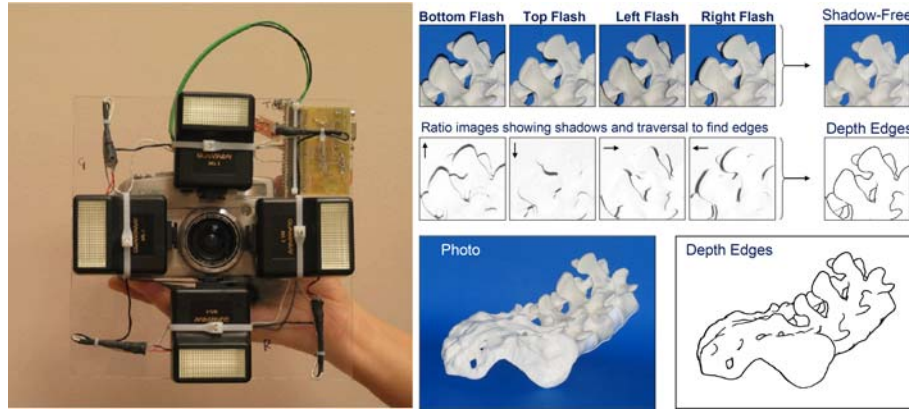 Bottom Flash Top Flash Left Flash Right Flash Shadow-Free
Ratio images showing shadows and traversal to find edges Depth Edges
Photo Depth Edges